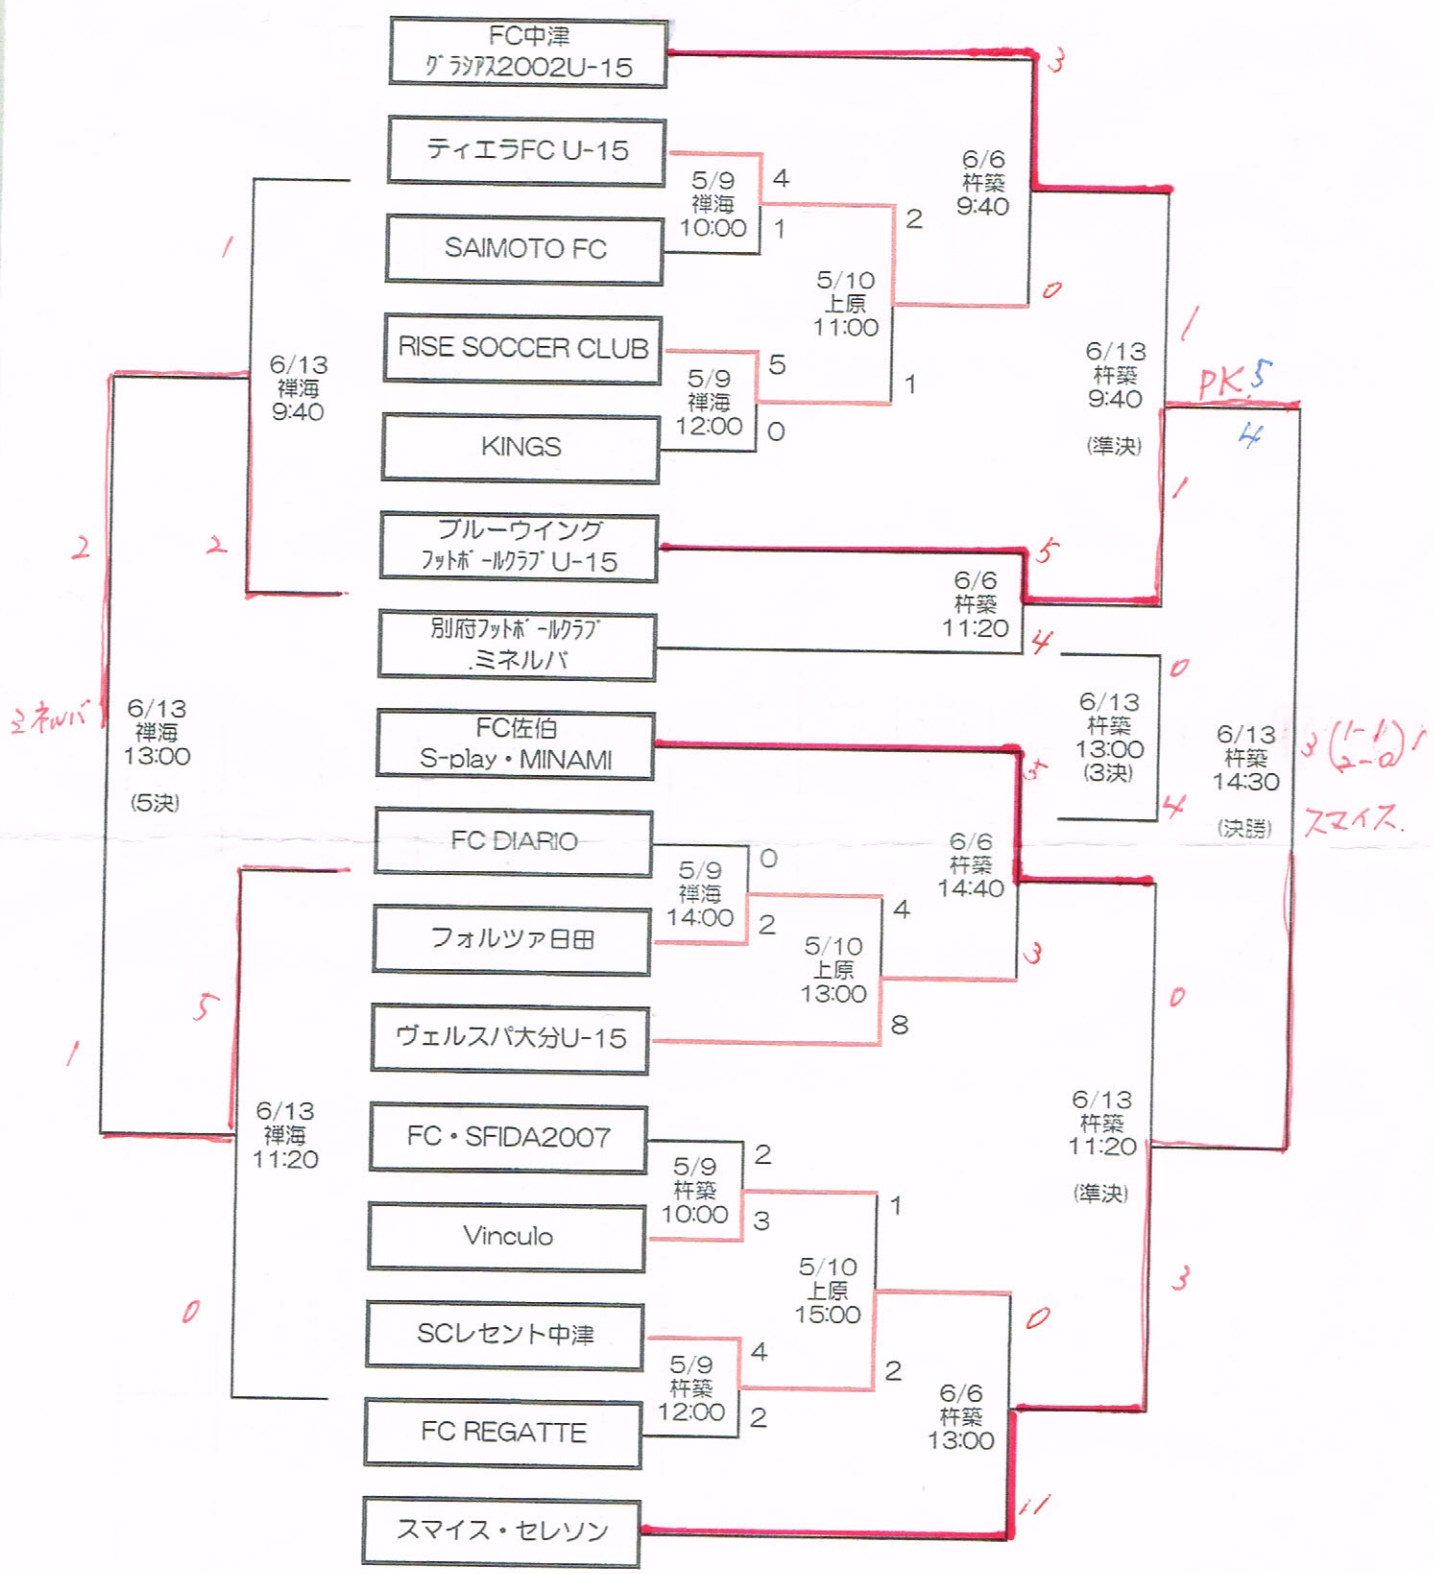 FC中津
グラシアス2002U-15
3
ティエラFC U-15
5/9
禅海
10:00
4
1
6/6
杵築
9:40
2
SAIMOTO FC
1
5/10
上原
11:00
0
RISE SOCCER CLUB
5
5/9
禅海
12:00
0
1
6/13
禅海
9:40
6/13
杵築
9:40
(準決)
1
PK 5
4
KINGS
1
ブルーウイング
フットボールクラブU-15
5
2
2
6/6
杵築
11:20
別府フットボールクラブ
.ミネルバ
4
0
ミネルバ
6/13
禅海
13:00
(5決)
FC佐伯
S-play・MINAMI
6/13
杵築
13:00
(3決)
4
6/13
杵築
14:30
(決勝)
3(1-1 2-0)1
スマイス.
FC DIARIO
0
5/9
禅海
14:00
2
6/6
杵築
14:40
4
フォルツァ日田
5/10
上原
13:00
3
5
0
ヴェルスパ大分U-15
8
1
6/13
禅海
11:20
FC・SFIDA2007
2
5/9
杵築
10:00
3
6/13
杵築
11:20
(準決)
1
Vinculo
5/10
上原
15:00
3
0
SCレセント中津
4
5/9
杵築
12:00
2
2
0
FC REGATTE
6/6
杵築
13:00
11
スマイス・セレソン